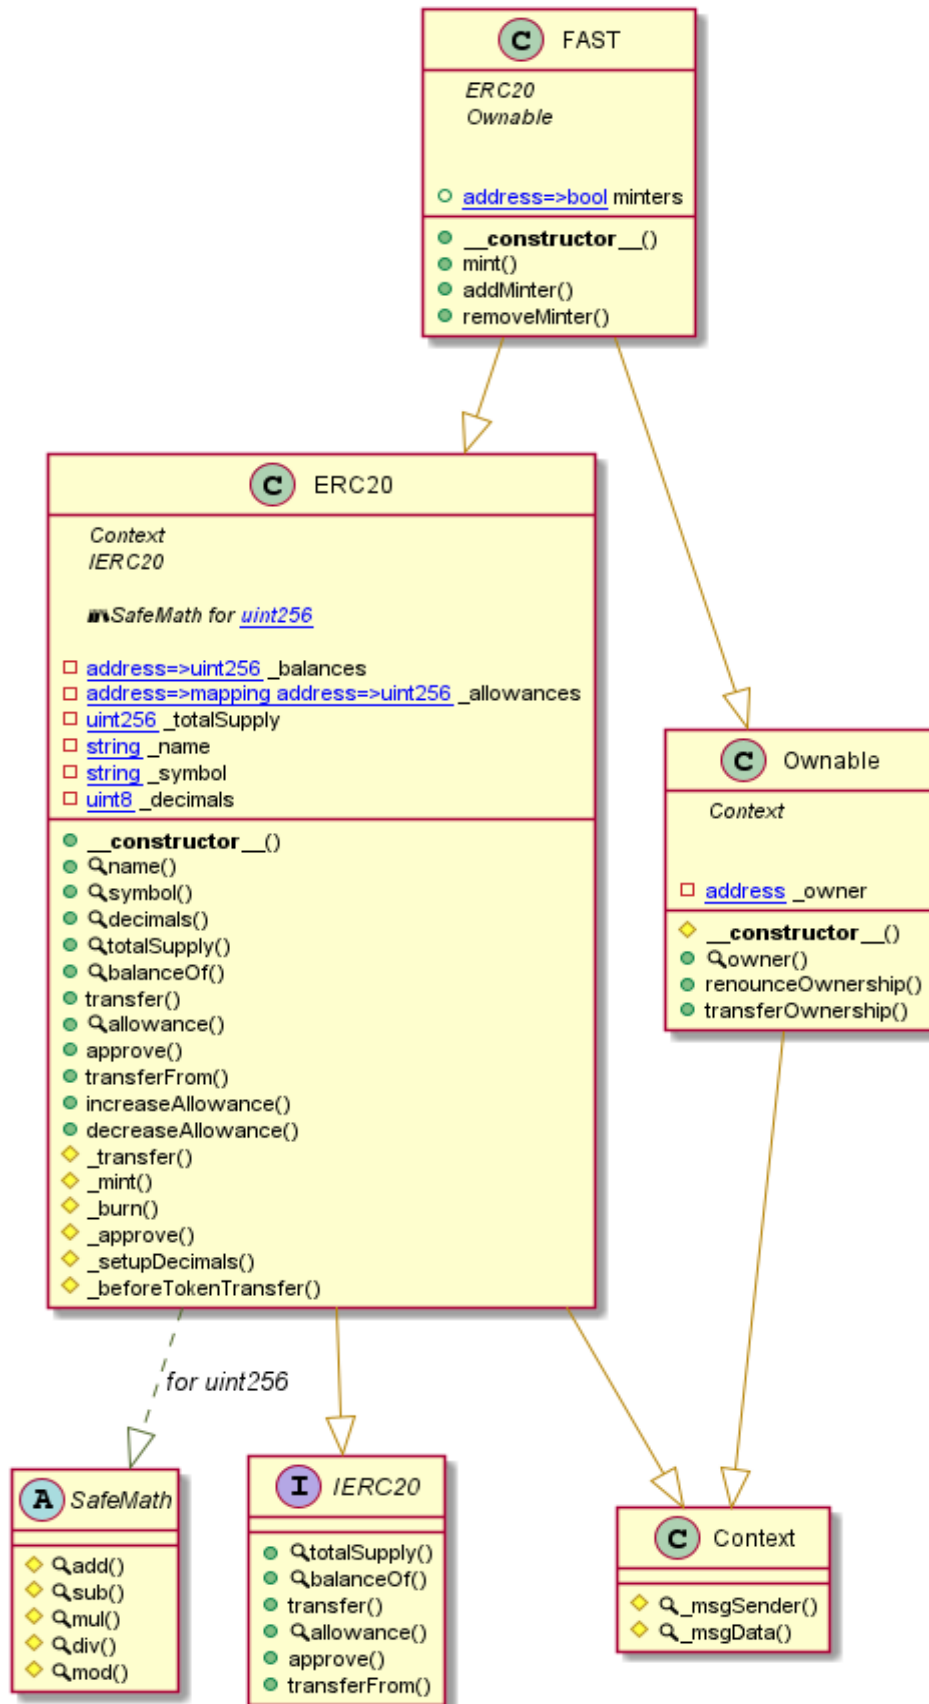 C FAST
ERC20
Ownable
address=>bool minters
__constructor__()
mint()
addMinter()
removeMinter()
C ERC20
Context
IERC20
SafeMath for uint256
address=>uint256 _balances
address=>mapping address=>uint256 _allowances
uint256 _totalSupply
string _name
string _symbol
uint8 _decimals
__constructor__()
name()
symbol()
decimals()
totalSupply()
balanceOf()
transfer()
allowance()
approve()
transferFrom()
increaseAllowance()
decreaseAllowance()
_transfer()
_mint()
_burn()
_approve()
_setupDecimals()
_beforeTokenTransfer()
C Ownable
Context
address _owner
__constructor__()
owner()
renounceOwnership()
transferOwnership()
for uint256
A SafeMath
add()
sub()
mul()
div()
mod()
I IERC20
totalSupply()
balanceOf()
transfer()
allowance()
approve()
transferFrom()
C Context
_msgSender()
_msgData()